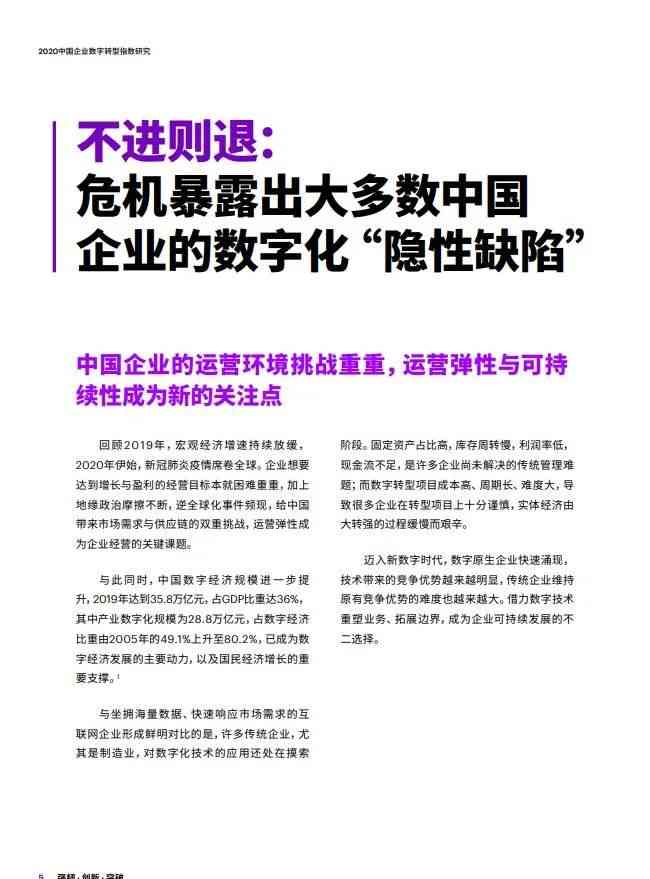 2020中国企业数字转型指数研究
不进则退：
危机暴露出大多数中国
企业的数字化“隐性缺陷”
中国企业的运营环境挑战重重，运营弹性与可持
续性成为新的关注点
回顾2019年，宏观经济增速持续放缓，
2020年伊始，新冠肺炎疫情席卷全球。企业想要
达到增长与盈利的经营目标本就困难重重，加上
地缘政治摩擦不断，逆全球化事件频现，给中国
带来市场需求与供应链的双重挑战，运营弹性成
为企业经营的关键课题。
与此同时，中国数字经济规模进一步提
升，2019年达到35.8万亿元，占GDP比重达36%，
其中产业数字化规模为28.8万亿元，占数字经济
比重由2005年的49.1%上升至80.2%，已成为数
字经济发展的主要动力，以及国民经济增长的重
要支撑。1
与坐拥海量数据、快速响应市场需求的互
联网企业形成鲜明对比的是，许多传统企业，尤
其是制造业，对数字化技术的应用还处在摸索
阶段。固定资产占比高，库存周转慢，利润率低，
现金流不足，是许多企业尚未解决的传统管理难
题；而数字转型项目成本高、周期长、难度大，导
致很多企业在转型项目上十分谨慎，实体经济由
大转强的过程缓慢而艰辛。
迈入新数字时代，数字原生企业快速涌现，
技术带来的竞争优势越来越明显，传统企业维持
原有竞争优势的难度也越来越大。借力数字技术
重塑业务、拓展边界，成为企业可持续发展的不
二选择。